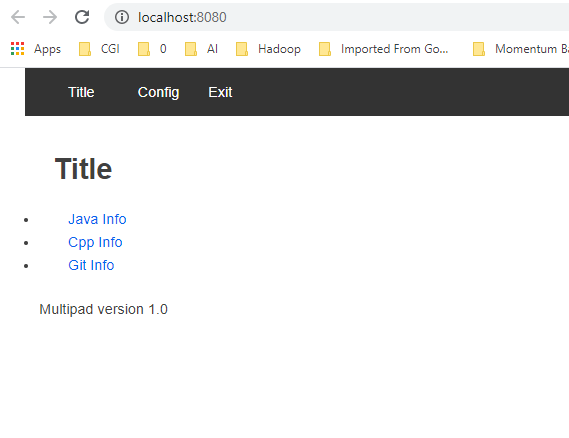 localhost:8080
Apps CGI 0 AI Hadoop Imported From Go... Momentum Ba
Title Config Exit
Title
Java Info
Cpp Info
Git Info
Multipad version 1.0